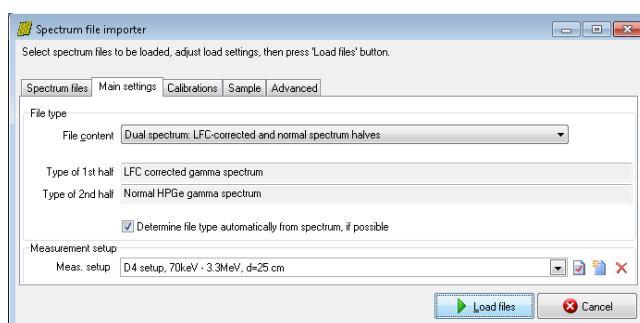 Spectrum file importer
Select spectrum files to be loaded, adjust load settings, then press 'Load files' button.
Spectrum files Main settings Calibrations Sample Advanced
File type
File content Dual spectrum: LFC-corrected and normal spectrum halves
Type of 1st half LFC corrected gamma spectrum
Type of 2nd half Normal HPGe gamma spectrum
Determine file type automatically from spectrum, if possible
Measurement setup
Meas. setup D4 setup, 70keV - 3.3MeV, d=25 cm
Load files Cancel